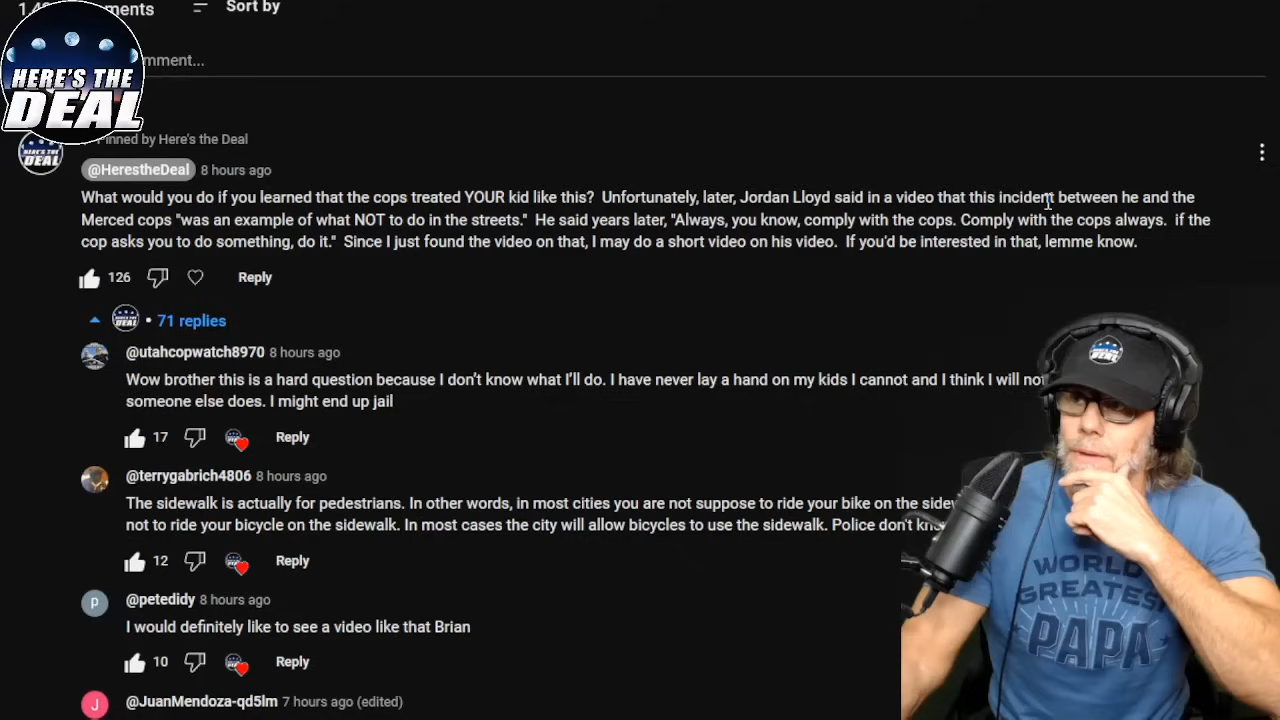 1,4 ments
Sort by
HERE'S THE
DEAL
mment...
Pinned by Here's the Deal
@HerestheDeal 8 hours ago
What would you do if you learned that the cops treated YOUR kid like this? Unfortunately, later, Jordan Lloyd said in a video that this incident between he and the
Merced cops "was an example of what NOT to do in the streets." He said years later, "Always, you know, comply with the cops. Comply with the cops always. if the
cop asks you to do something, do it." Since I just found the video on that, I may do a short video on his video. If you'd be interested in that, lemme know.
126 Reply
• 71 replies
@utahcopwatch8970 8 hours ago
Wow brother this is a hard question because I don't know what I'll do. I have never lay a hand on my kids I cannot and I think I will no
someone else does. I might end up jail
17 Reply
@terrygabrich4806 8 hours ago
The sidewalk is actually for pedestrians. In other words, in most cities you are not suppose to ride your bike on the sidew
not to ride your bicycle on the sidewalk. In most cases the city will allow bicycles to use the sidewalk. Police don't kn
12 Reply
P
@petedidy 8 hours ago
I would definitely like to see a video like that Brian
10 Reply
J
@JuanMendoza-qd5lm 7 hours ago (edited)
WORLD
GREATEST
PAPA